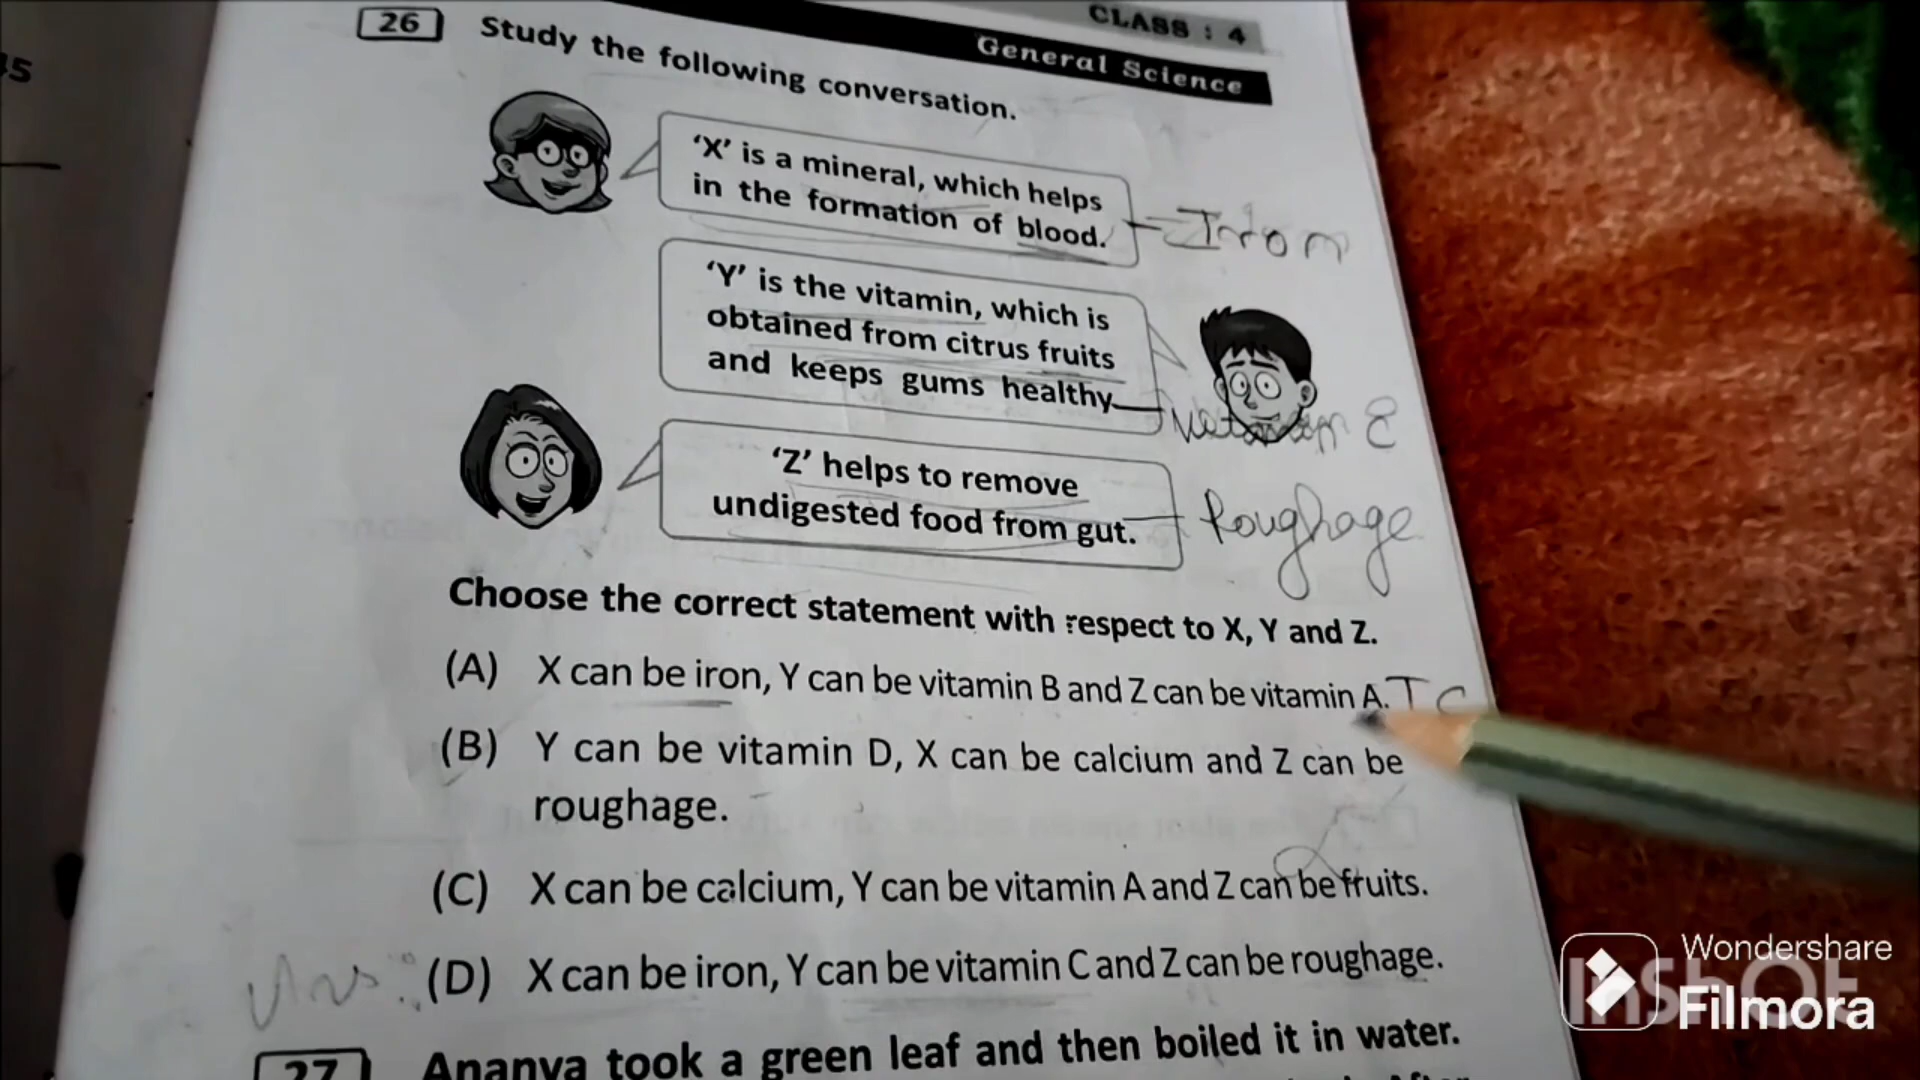 CLASS : 4
General Science
26 Study the following conversation.
'X' is a mineral, which helps
in the formation of blood.
Iron
'Y' is the vitamin, which is
obtained from citrus fruits
and keeps gums healthy
'Z' helps to remove
undigested food from gut.
Roughage
Choose the correct statement with respect to X, Y and Z.
(A) X can be iron, Y can be vitamin B and Z can be vitamin A.
(B) Y can be vitamin D, X can be calcium and Z can be
roughage.
(C) X can be calcium, Y can be vitamin A and Z can be fruits.
Ans: (D) X can be iron, Y can be vitamin C and Z can be roughage.
27 Ananya took a green leaf and then boiled it in water.
After
Wondershare
Filmora
InShOt